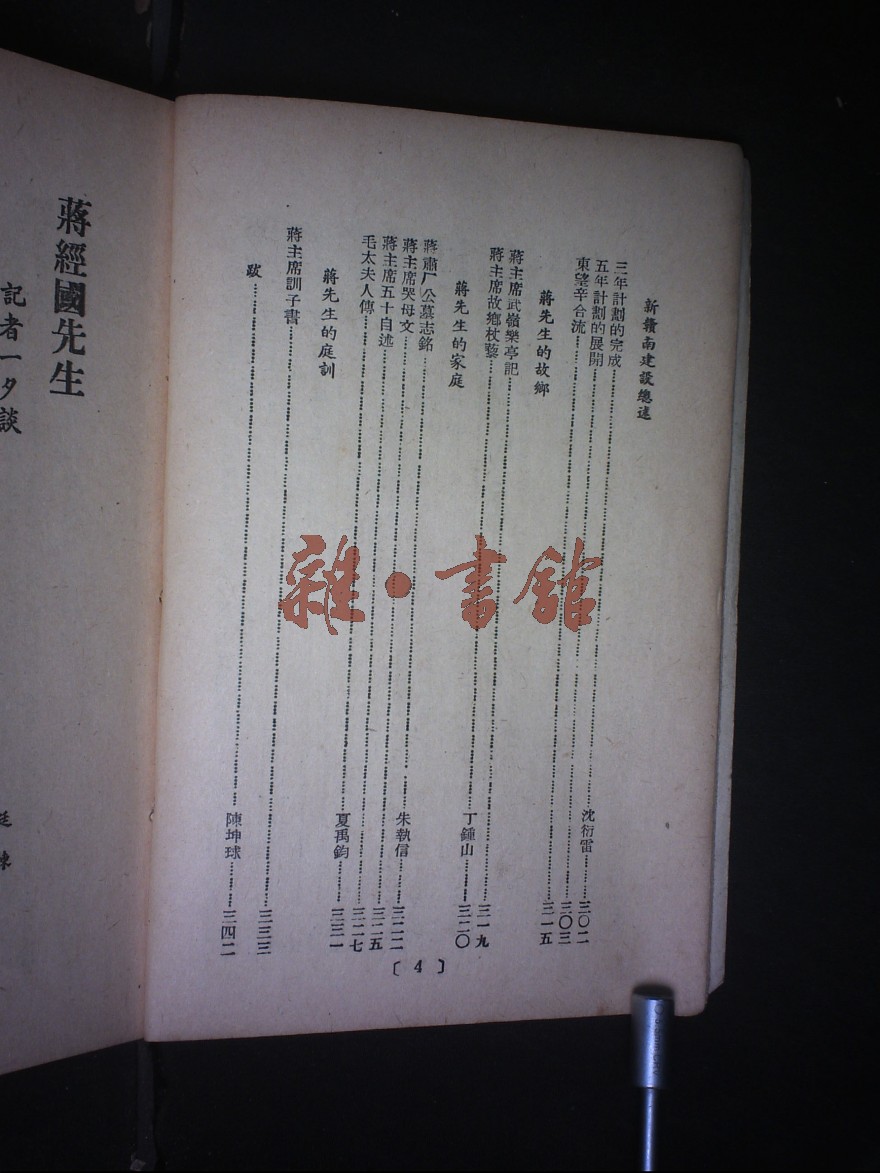 新贛南建設總述
三年計劃的完成……沈衍雷……三〇二
五年計劃的展開……三〇三
東望辛合流……三一五
蔣先生的故鄉
蔣主席武嶺樂亭記……三一九
蔣主席故鄉杖藜……丁鍾山……三二〇
蔣先生的家庭
蔣肅厂公墓志銘……朱執信……三二二
蔣主席哭母文……三二五
蔣主席五十自述……三二七
毛太夫人傳……夏禹鈞……三三一
蔣先生的庭訓
蔣主席訓子書……三三三
跋……陳坤球……三四二
〔4〕
蔣經國先生
記者一夕談
雜·書館